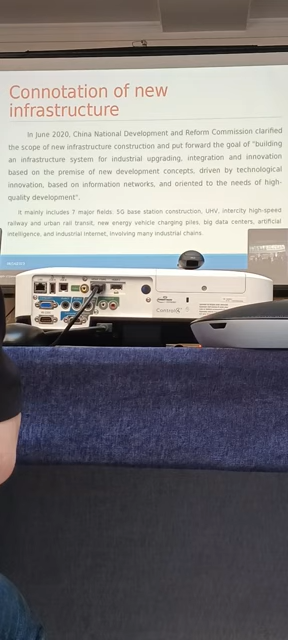 Connotation of new
infrastructure
In June 2020, China National Development and Reform Commission clarified
the scope of new infrastructure construction and put forward the goal of "building
an infrastructure system for industrial upgrading, integration and innovation
based on the premise of new development concepts, driven by technological
innovation, based on information networks, and oriented to the needs of high-
quality development".
It mainly includes 7 major fields: 5G base station construction, UHV, intercity high-speed
railway and urban rail transit, new energy vehicle charging piles, big data centers, artificial
intelligence, and industrial Internet, involving many industrial chains.